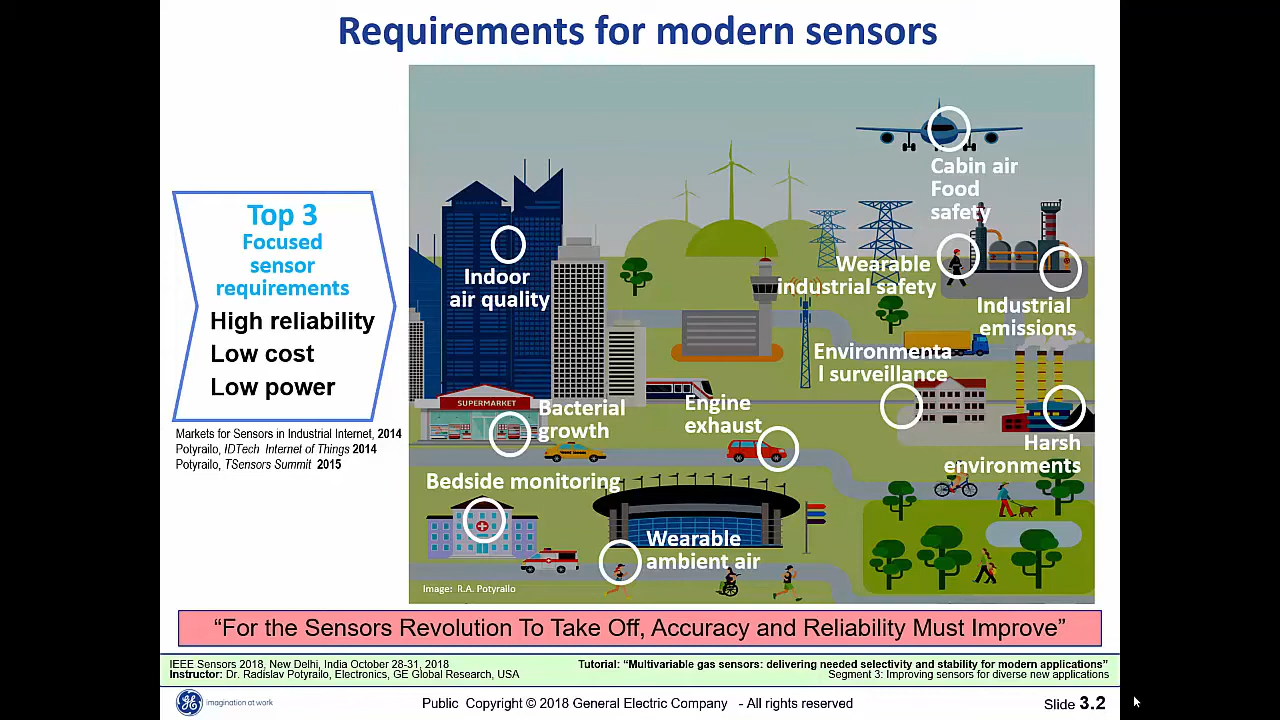 Requirements for modern sensors
Top 3
Focused
sensor
requirements
High reliability
Low cost
Low power
Markets for Sensors in Industrial Internet, 2014
Potyrailo, IDTech Internet of Things 2014
Potyrailo, TSensors Summit 2015
Cabin air
Food
safety
Indoor
air quality
Wearable
industrial safety
Industrial
emissions
Environmenta
l surveillance
SUPERMARKET
Bacterial
growth
Engine
exhaust
Harsh
environments
Bedside monitoring
Wearable
ambient air
Image: R.A. Potyrailo
“For the Sensors Revolution To Take Off, Accuracy and Reliability Must Improve”
IEEE Sensors 2018, New Delhi, India October 28-31, 2018
Instructor: Dr. Radislav Potyrailo, Electronics, GE Global Research, USA
Tutorial: “Multivariable gas sensors: delivering needed selectivity and stability for modern applications”
Segment 3: Improving sensors for diverse new applications
imagination at work
Public Copyright © 2018 General Electric Company - All rights reserved
Slide 3.2